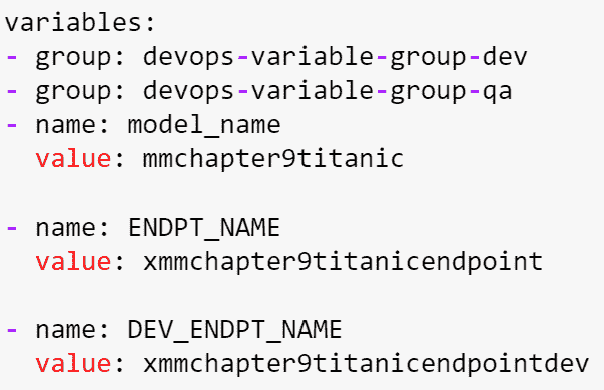 variables:
- group: devops-variable-group-dev
- group: devops-variable-group-qa
- name: model_name
  value: mmchapter9titanic
- name: ENDPT_NAME
  value: xmmchapter9titanicendpoint
- name: DEV_ENDPT_NAME
  value: xmmchapter9titanicendpointdev